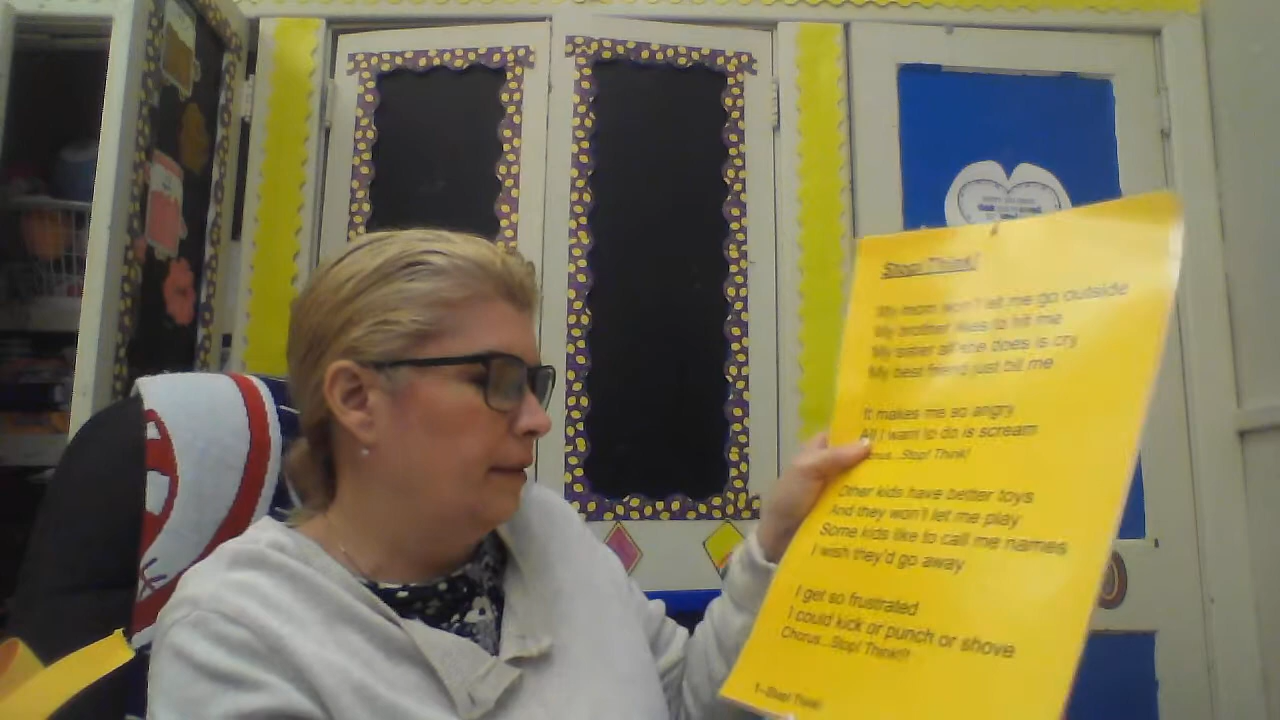 Stop! Think!
My mom won't let me go outside
My brother likes to hit me
My sister all she does is cry
My best friend just bit me
It makes me so angry
All I want to do is scream
Chorus...Stop! Think!
Other kids have better toys
And they won't let me play
Some kids like to call me names
I wish they'd go away
I get so frustrated
I could kick or punch or shove
Chorus...Stop! Think!!
1-Stop! Think!